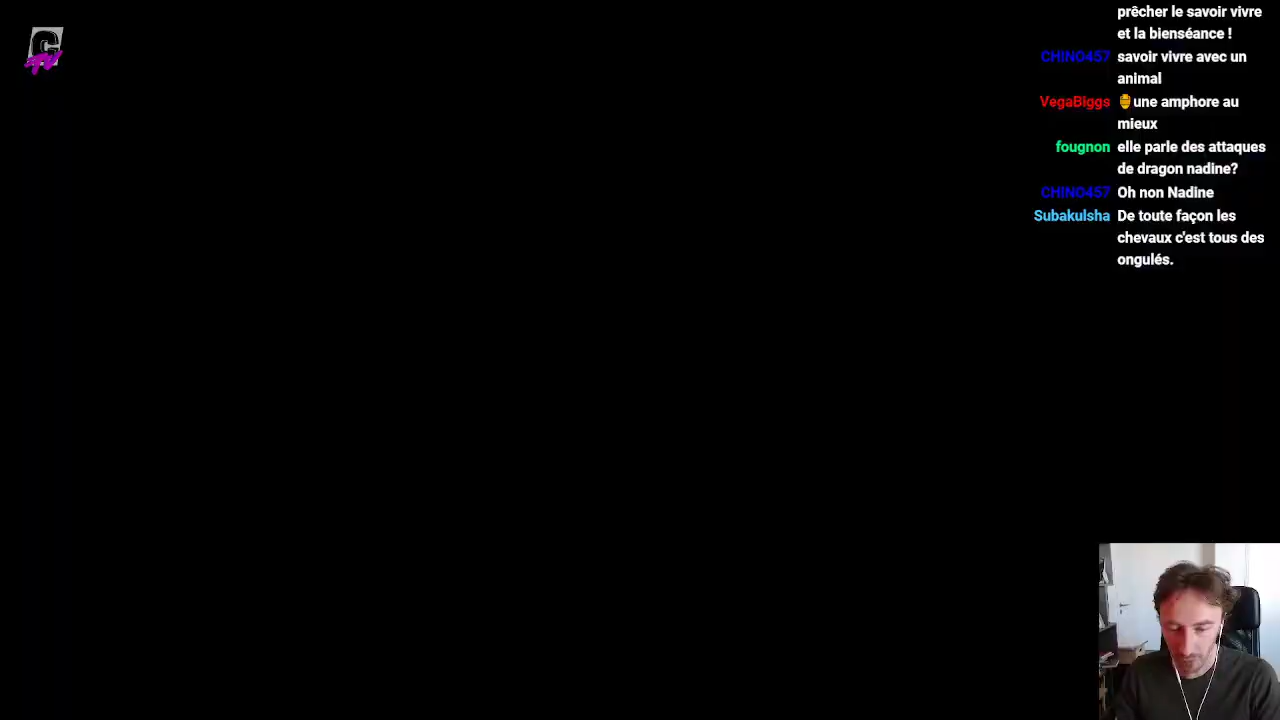 C
TV
prêcher le savoir vivre
et la bienséance !
CHINO457 savoir vivre avec un
animal
VegaBiggs une amphore au
mieux
fougnon elle parle des attaques
de dragon nadine?
CHINO457 Oh non Nadine
Subakulsha De toute façon les
chevaux c'est tous des
ongulés.